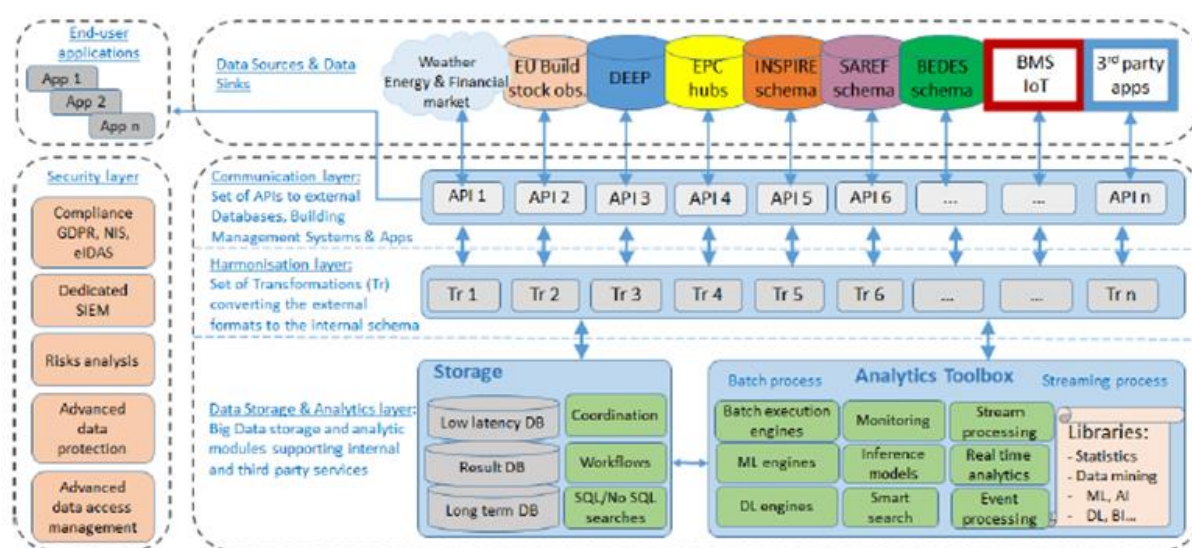 End-user
applications
App 1
App 2
App n
Data Sources & Data
Sinks
Weather
Energy & Financial
market
EU Build
stock obs.
DEEP
EPC
hubs
INSPIRE
schema
SAREF
schema
BEDES
schema
BMS
IoT
3rd party
apps
Security layer
Compliance
GDPR, NIS,
eIDAS
Dedicated
SIEM
Risks analysis
Advanced
data
protection
Advanced
data access
management
Communication layer:
Set of APIs to external
Databases, Building
Management Systems & Apps
API 1
API 2
API 3
API 4
API 5
API 6
...
...
API n
Harmonisation layer:
Set of Transformations (Tr)
converting the external
formats to the internal schema
Tr 1
Tr 2
Tr 3
Tr 4
Tr 5
Tr 6
...
...
Tr n
Data Storage & Analytics layer:
Big Data storage and analytic
modules supporting internal
and third party services
Storage
Low latency DB
Result DB
Long term DB
Coordination
Workflows
SQL/No SQL
searches
Batch process
Analytics Toolbox
Streaming process
Batch execution
engines
ML engines
DL engines
Monitoring
Inference
models
Smart
search
Stream
processing
Real time
analytics
Event
processing
Libraries:
- Statistics
- Data mining
- ML, AI
- DL, BI...